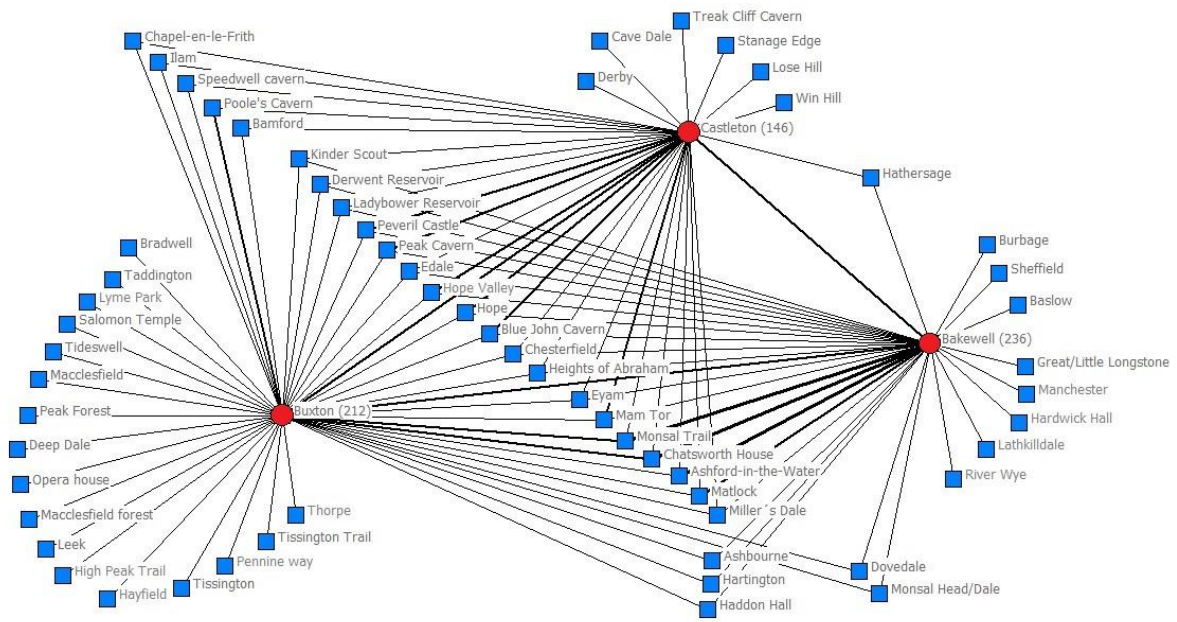 Treak Cliff Cavern
Chapel-en-le-Frith
Cave Dale
Stanage Edge
Ilam
Lose Hill
Speedwell cavern
Derby
Poole's Cavern
Win Hill
Bamford
Castleton (146)
Kinder Scout
Hathersage
Derwent Reservoir
Ladybower Reservoir
Peveril Castle
Bradwell
Peak Cavern
Burbage
Edale
Sheffield
Taddington
Hope Valley
Lyme Park
Baslow
Hope
Salomon Temple
Blue John Cavern
Bakewell (236)
Tideswell
Chesterfield
Great/Little Longstone
Heights of Abraham
Macclesfield
Manchester
Eyam
Peak Forest
Buxton (212)
Mam Tor
Hardwick Hall
Monsal Trail
Deep Dale
Lathkilldale
Chatsworth House
Ashford-in-the-Water
River Wye
Opera house
Matlock
Thorpe
Miller´s Dale
Macclesfield forest
Tissington Trail
Leek
Ashbourne
Pennine way
Dovedale
High Peak Trail
Hartington
Tissington
Monsal Head/Dale
Hayfield
Haddon Hall